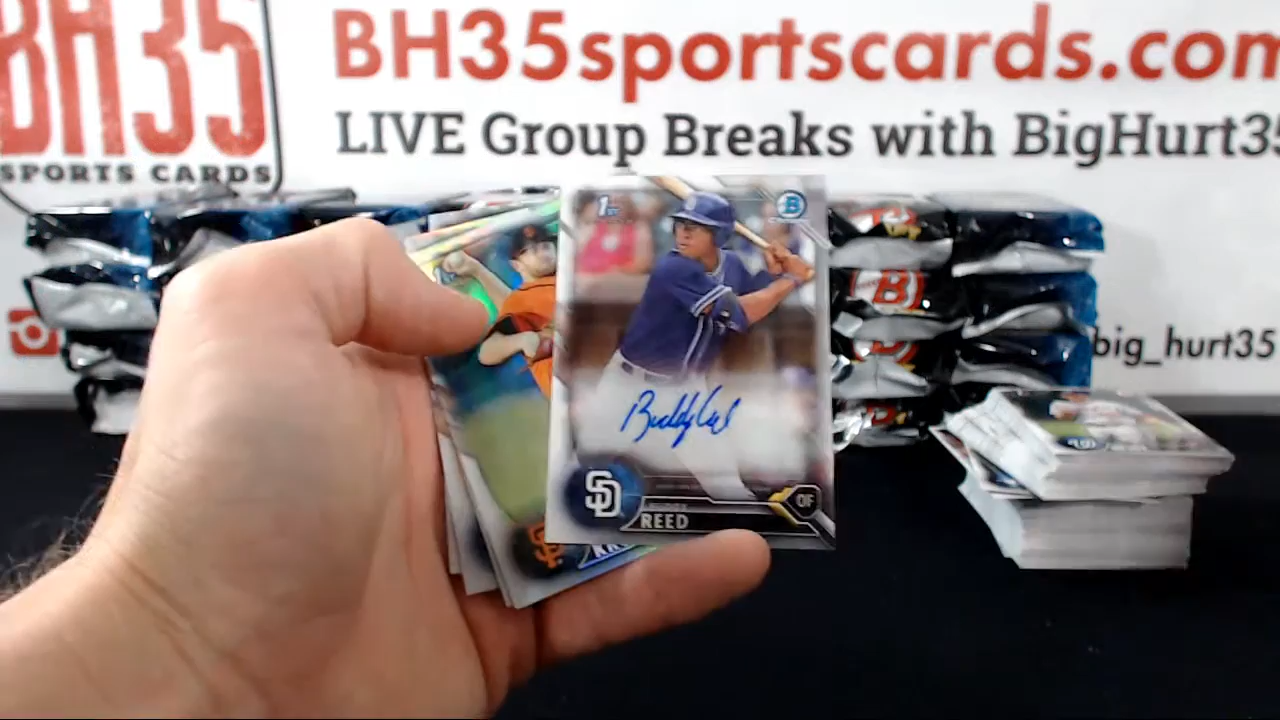 BH35
SPORTS CARDS
BH35sportscards.com
LIVE Group Breaks with BigHurt35
big_hurt35
1st
B
SD
REED
OF
B